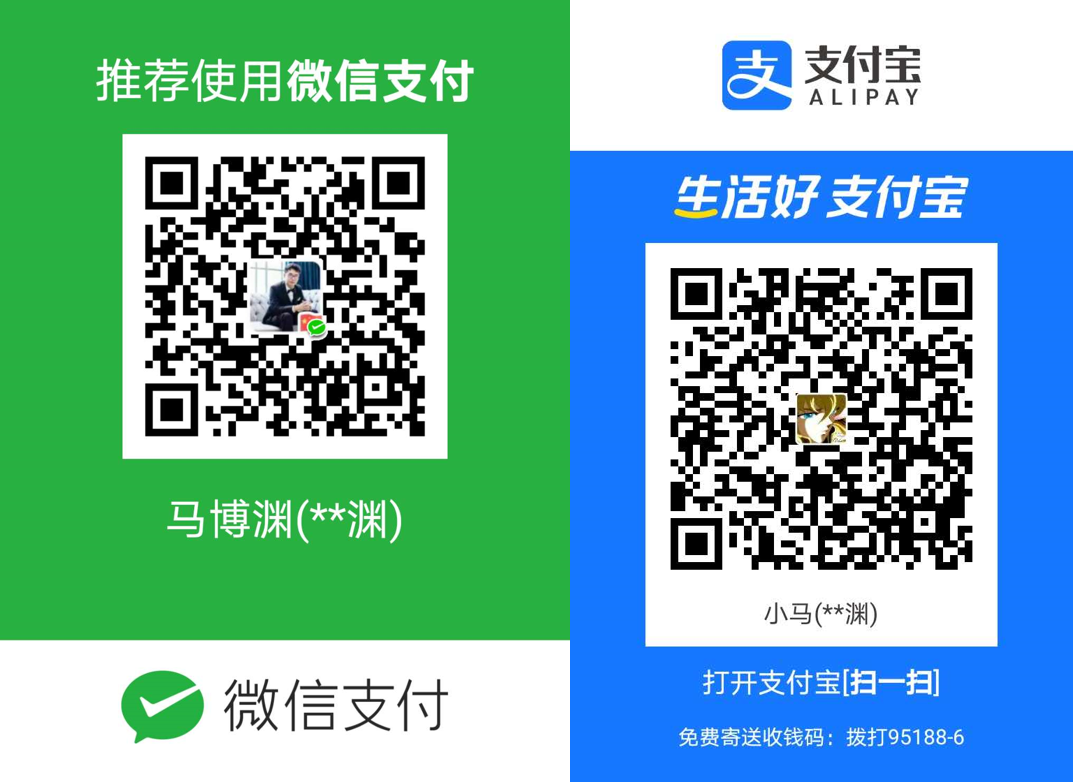 推荐使用微信支付
马博渊(**渊)
微信支付
支付宝
ALIPAY
生活好 支付宝
小马(**渊)
打开支付宝[扫一扫]
免费寄送收钱码：拨打95188-6